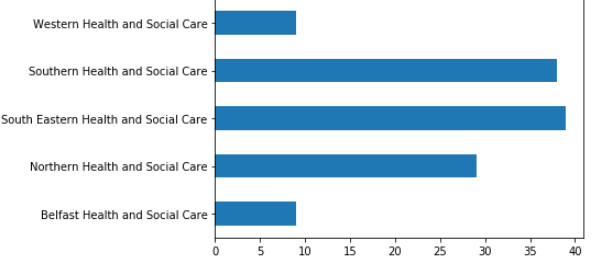 Western Health and Social Care
Southern Health and Social Care
South Eastern Health and Social Care
Northern Health and Social Care
Belfast Health and Social Care
0 5 10 15 20 25 30 35 40